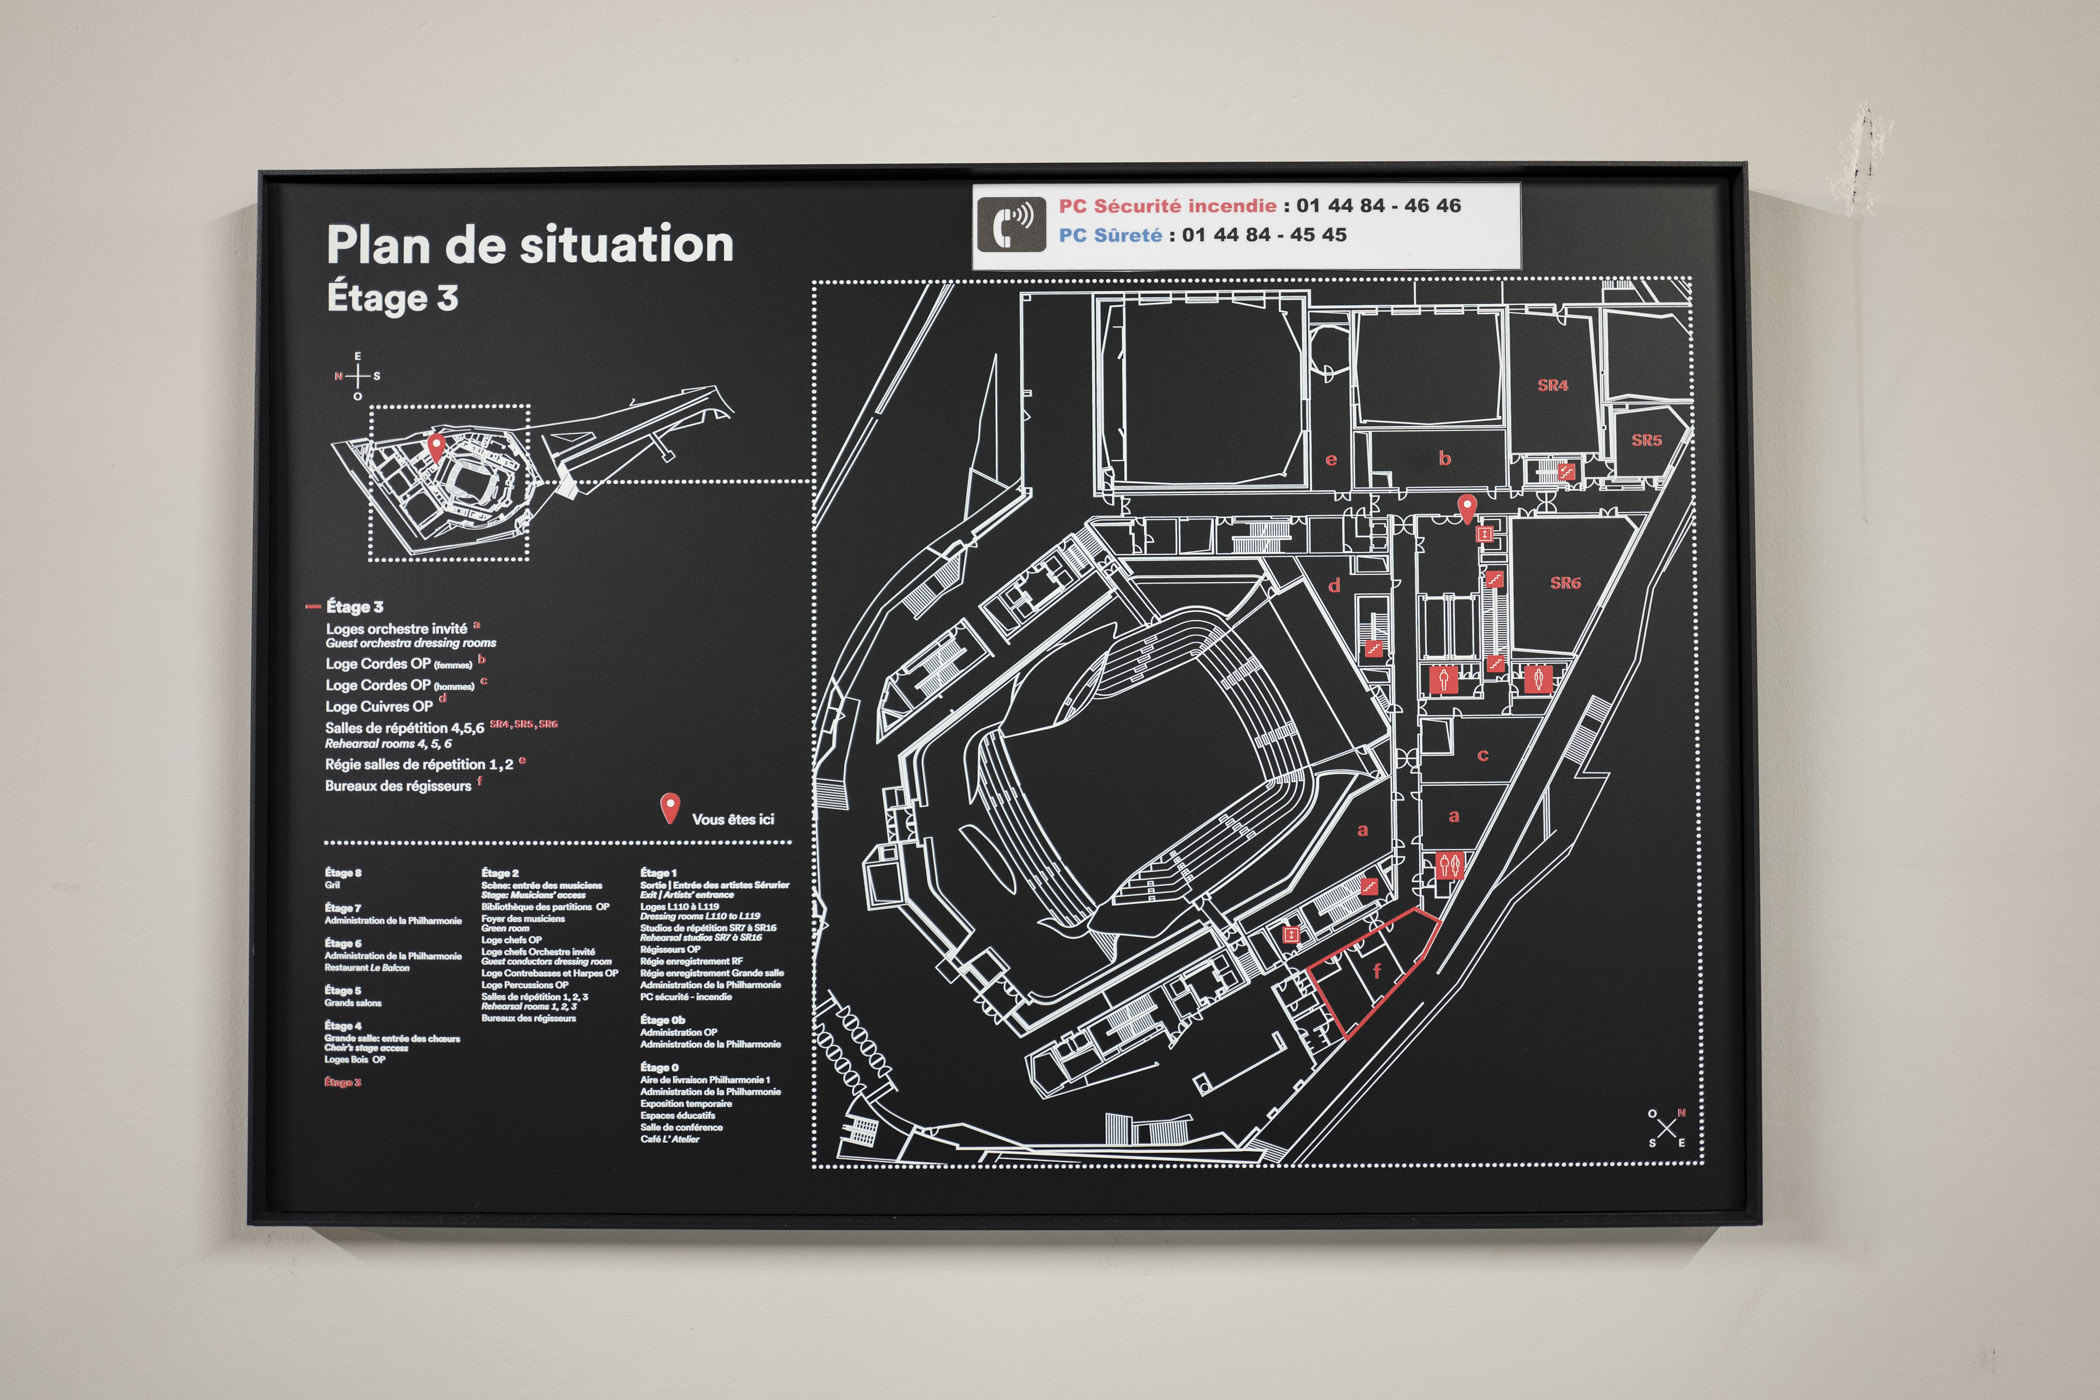 Plan de situation
Étage 3
PC Sécurité incendie : 01 44 84 - 46 46
PC Sûreté : 01 44 84 - 45 45
E
N S
O
Étage 3
Loges orchestre invité a
Guest orchestra dressing rooms
Loge Cordes OP (femmes) b
Loge Cordes OP (hommes) c
Loge Cuivres OP d
Salles de répétition 4,5,6 SR4, SR5, SR6
Rehearsal rooms 4, 5, 6
Régie salles de répetition 1,2 e
Bureaux des régisseurs f
Vous êtes ici
Étage 8
Gril
Étage 7
Administration de la Philharmonie
Étage 6
Administration de la Philharmonie
Restaurant Le Balcon
Étage 5
Grands salons
Étage 4
Grande salle: entrée des chœurs
Choir's stage access
Loges Bois OP
Étage 3
Étage 2
Scène: entrée des musiciens
Stage: Musicians' access
Bibliothèque des partitions OP
Foyer des musiciens
Green room
Loge chefs OP
Loge chefs Orchestre invité
Guest conductors dressing room
Loge Contrebasses et Harpes OP
Loge Percussions OP
Salles de répétition 1, 2, 3
Rehearsal rooms 1, 2, 3
Bureaux des régisseurs
Étage 1
Sortie | Entrée des artistes Sérurier
Exit | Artists' entrance
Loges L110 à L119
Dressing rooms L110 to L119
Studios de répétition SR7 à SR16
Rehearsal studios SR7 à SR16
Régisseurs OP
Régie enregistrement RF
Régie enregistrement Grande salle
Administration de la Philharmonie
PC sécurité - incendie
Étage 0b
Administration OP
Administration de la Philharmonie
Étage 0
Aire de livraison Philharmonie 1
Administration de la Philharmonie
Exposition temporaire
Espaces éducatifs
Salle de conférence
Café L' Atelier
SR4
SR5
e
b
d
SR6
c
a
a
f
O N
S E